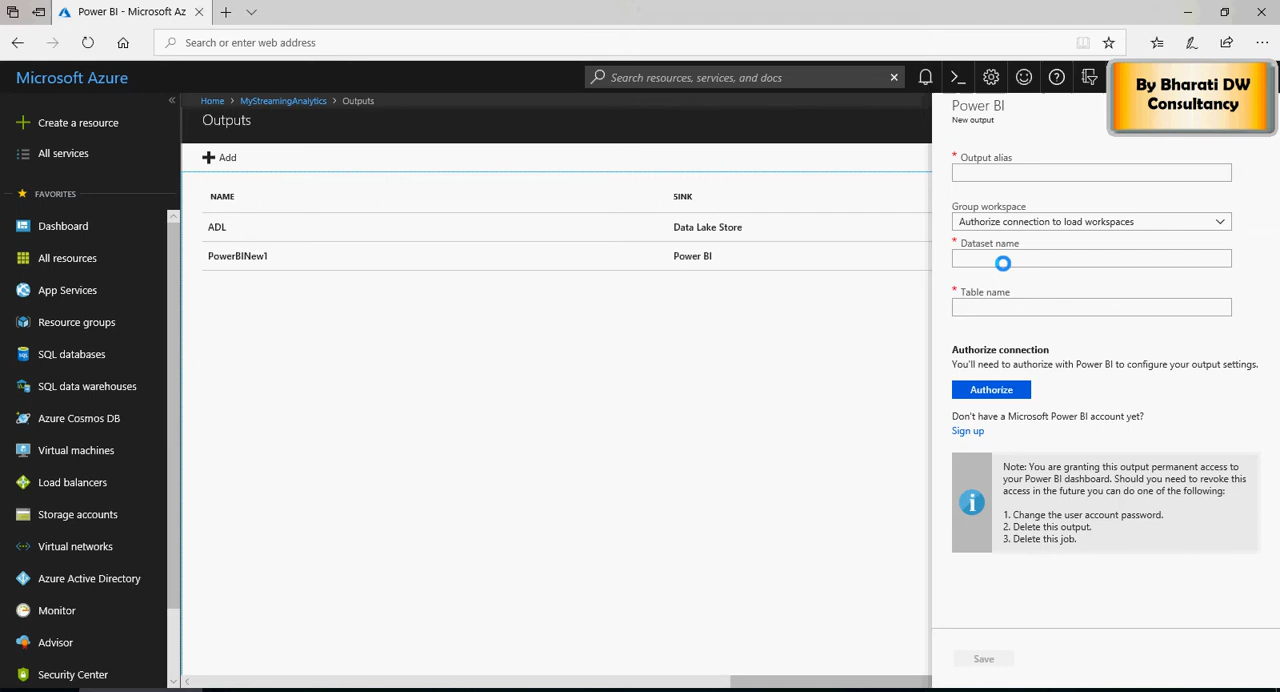 Power BI - Microsoft Az
Search or enter web address
Microsoft Azure
Search resources, services, and docs
By Bharati DW
Consultancy
Home > MyStreamingAnalytics > Outputs
Outputs
Add
NAME
SINK
ADL
Data Lake Store
PowerBINew1
Power BI
Create a resource
All services
FAVORITES
Dashboard
All resources
App Services
Resource groups
SQL databases
SQL data warehouses
Azure Cosmos DB
Virtual machines
Load balancers
Storage accounts
Virtual networks
Azure Active Directory
Monitor
Advisor
Security Center
Power BI
New output
* Output alias
Group workspace
Authorize connection to load workspaces
* Dataset name
* Table name
Authorize connection
You'll need to authorize with Power BI to configure your output settings.
Authorize
Don't have a Microsoft Power BI account yet?
Sign up
Note: You are granting this output permanent access to
your Power BI dashboard. Should you need to revoke this
access in the future you can do one of the following:
1. Change the user account password.
2. Delete this output.
3. Delete this job.
Save